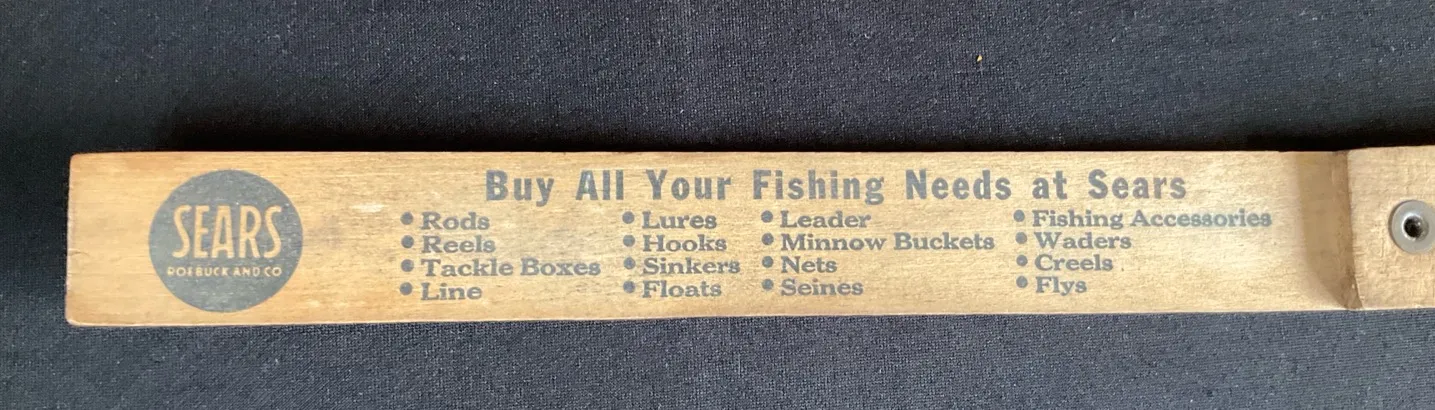 SEARS
ROEBUCK AND CO
Buy All Your Fishing Needs at Sears
• Rods
• Reels
• Tackle Boxes
• Line
• Lures
• Hooks
• Sinkers
• Floats
• Leader
• Minnow Buckets
• Nets
• Seines
• Fishing Accessories
• Waders
• Creels
• Flys